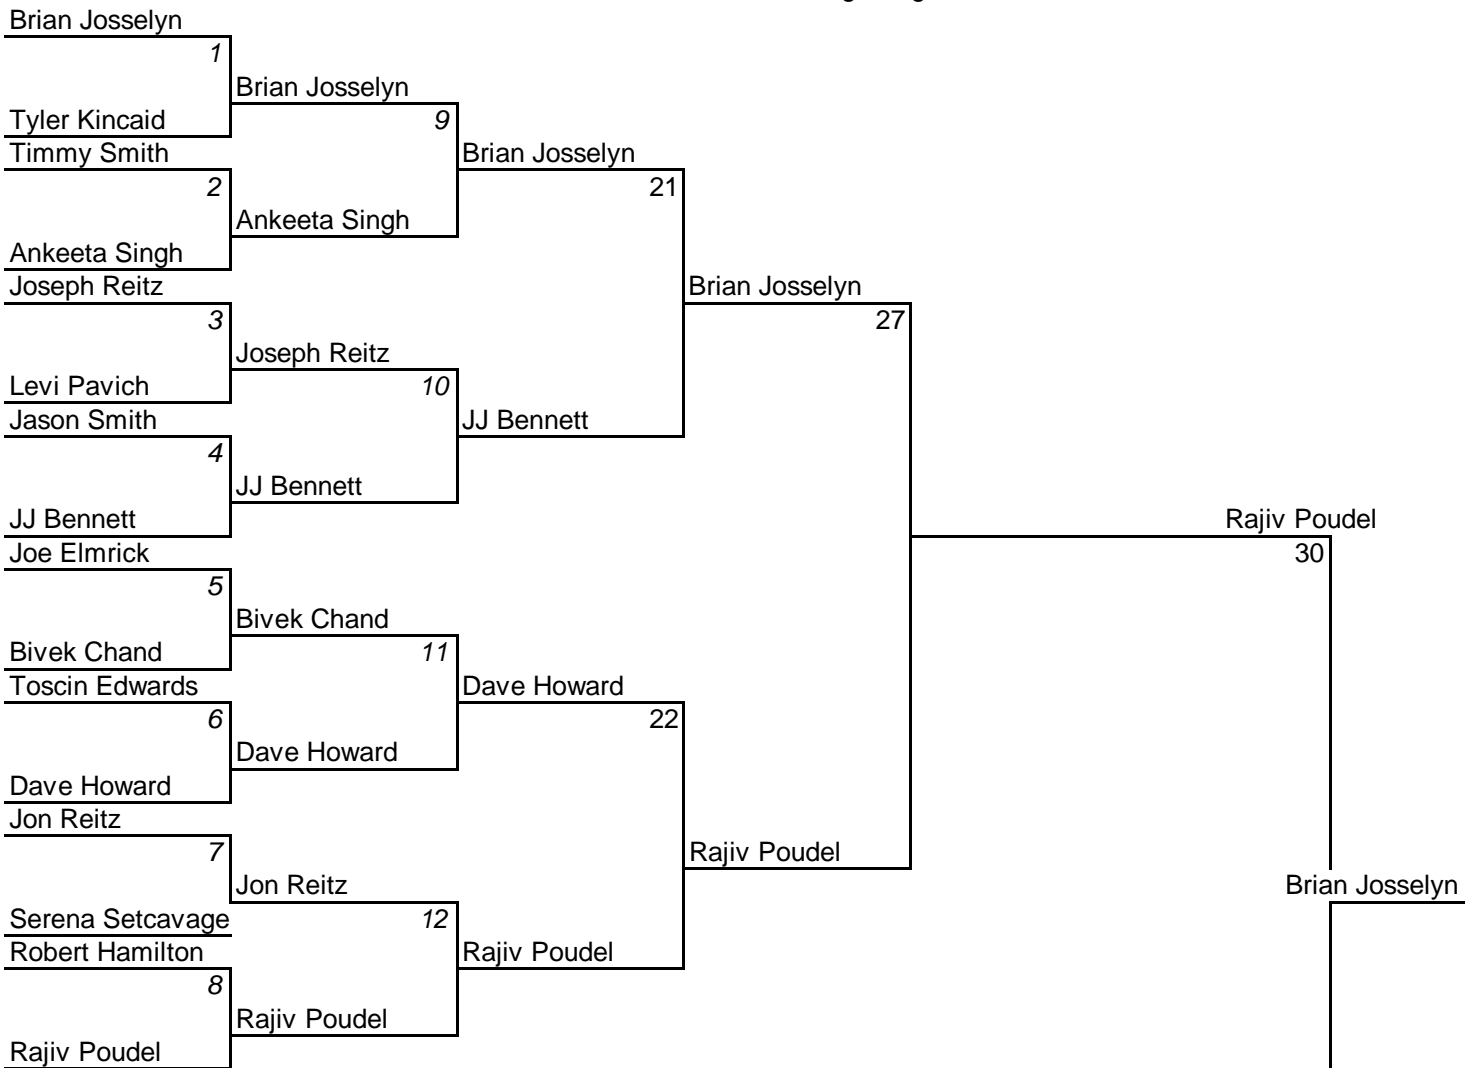 Brian Josselyn
1
Brian Josselyn
Tyler Kincaid
9
Timmy Smith
Brian Josselyn
2
21
Ankeeta Singh
Ankeeta Singh
Joseph Reitz
Brian Josselyn
3
27
Joseph Reitz
Levi Pavich
10
Jason Smith
JJ Bennett
4
JJ Bennett
JJ Bennett
Rajiv Poudel
Joe Elmrick
30
5
Bivek Chand
Bivek Chand
11
Toscin Edwards
Dave Howard
6
22
Dave Howard
Dave Howard
Jon Reitz
7
Rajiv Poudel
Jon Reitz
Brian Josselyn
Serena Setcavage
12
Robert Hamilton
Rajiv Poudel
8
Rajiv Poudel
Rajiv Poudel